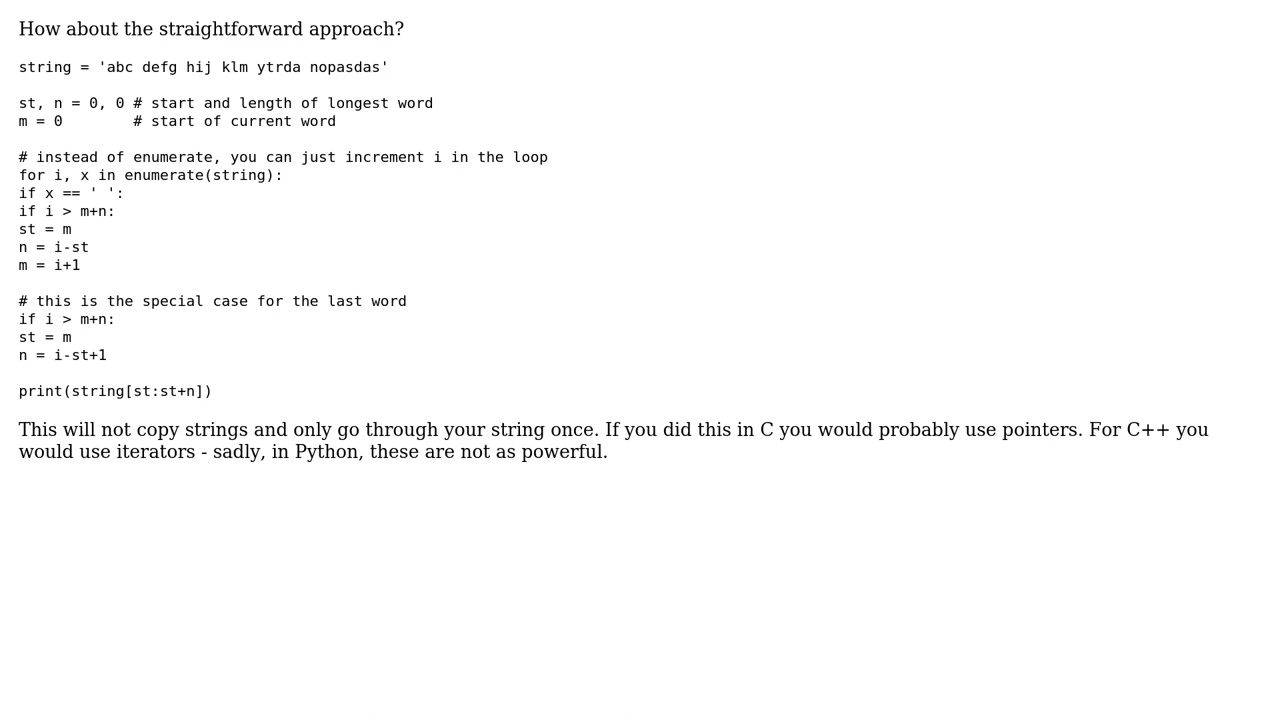 How about the straightforward approach?
string = 'abc defg hij klm ytrda nopasdas'
st, n = 0, 0 # start and length of longest word
m = 0        # start of current word
# instead of enumerate, you can just increment i in the loop
for i, x in enumerate(string):
if x == ' ':
if i > m+n:
st = m
n = i-st
m = i+1
# this is the special case for the last word
if i > m+n:
st = m
n = i-st+1
print(string[st:st+n])
This will not copy strings and only go through your string once. If you did this in C you would probably use pointers. For C++ you
would use iterators - sadly, in Python, these are not as powerful.